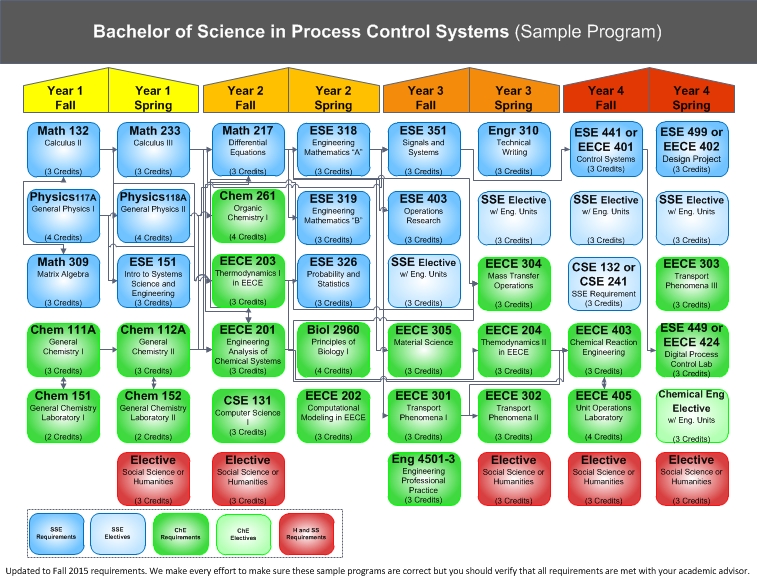 Bachelor of Science in Process Control Systems (Sample Program)
Year 1
Fall
Year 1
Spring
Year 2
Fall
Year 2
Spring
Year 3
Fall
Year 3
Spring
Year 4
Fall
Year 4
Spring
Math 132
Calculus II
(3 Credits)
Math 233
Calculus III
(3 Credits)
Math 217
Differential
Equations
(3 Credits)
ESE 318
Engineering
Mathematics “A”
(3 Credits)
ESE 351
Signals and
Systems
(3 Credits)
Engr 310
Technical
Writing
(3 Credits)
ESE 441 or
EECE 401
Control Systems
(3 Credits)
ESE 499 or
EECE 402
Design Project
(3 Credits)
Physics117A
General Physics I
(4 Credits)
Physics118A
General Physics II
(4 Credits)
Chem 261
Organic
Chemistry I
(4 Credits)
ESE 319
Engineering
Mathematics “B”
(3 Credits)
ESE 403
Operations
Research
(3 Credits)
SSE Elective
w/ Eng. Units
(3 Credits)
SSE Elective
w/ Eng. Units
(3 Credits)
SSE Elective
w/ Eng. Units
(3 Credits)
Math 309
Matrix Algebra
(3 Credits)
ESE 151
Intro to Systems
Science and
Engineering
(3 Credits)
EECE 203
Thermodynamics I
in EECE
(3 Credits)
ESE 326
Probability and
Statistics
(3 Credits)
SSE Elective
w/ Eng. Units
(3 Credits)
EECE 304
Mass Transfer
Operations
(3 Credits)
CSE 132 or
CSE 241
SSE Requirement
(3 Credits)
EECE 303
Transport
Phenomena III
(3 Credits)
Chem 111A
General
Chemistry I
(3 Credits)
Chem 112A
General
Chemistry II
(3 Credits)
EECE 201
Engineering
Analysis of
Chemical Systems
(3 Credits)
Biol 2960
Principles of
Biology I
(4 Credits)
EECE 305
Material Science
(3 Credits)
EECE 204
Themodynamics II
in EECE
(3 Credits)
EECE 403
Chemical Reaction
Engineering
(3 Credits)
ESE 449 or
EECE 424
Digital Process
Control Lab
(3 Credits)
Chem 151
General Chemistry
Laboratory I
(2 Credits)
Chem 152
General Chemistry
Laboratory II
(2 Credits)
CSE 131
Computer Science
I
(3 Credits)
EECE 202
Computational
Modeling in EECE
(3 Credits)
EECE 301
Transport
Phenomena I
(3 Credits)
EECE 302
Transport
Phenomena II
(3 Credits)
EECE 405
Unit Operations
Laboratory
(4 Credits)
Chemical Eng
Elective
w/ Eng. Units
(3 Credits)
Elective
Social Science or
Humanities
(3 Credits)
Elective
Social Science or
Humanities
(3 Credits)
Eng 4501-3
Engineering
Professional
Practice
(3 Credits)
Elective
Social Science or
Humanities
(3 Credits)
Elective
Social Science or
Humanities
(3 Credits)
Elective
Social Science or
Humanities
(3 Credits)
SSE
Requirements
SSE
Electives
ChE
Requirements
ChE
Electives
H and SS
Requirements
Updated to Fall 2015 requirements. We make every effort to make sure these sample programs are correct but you should verify that all requirements are met with your academic advisor.